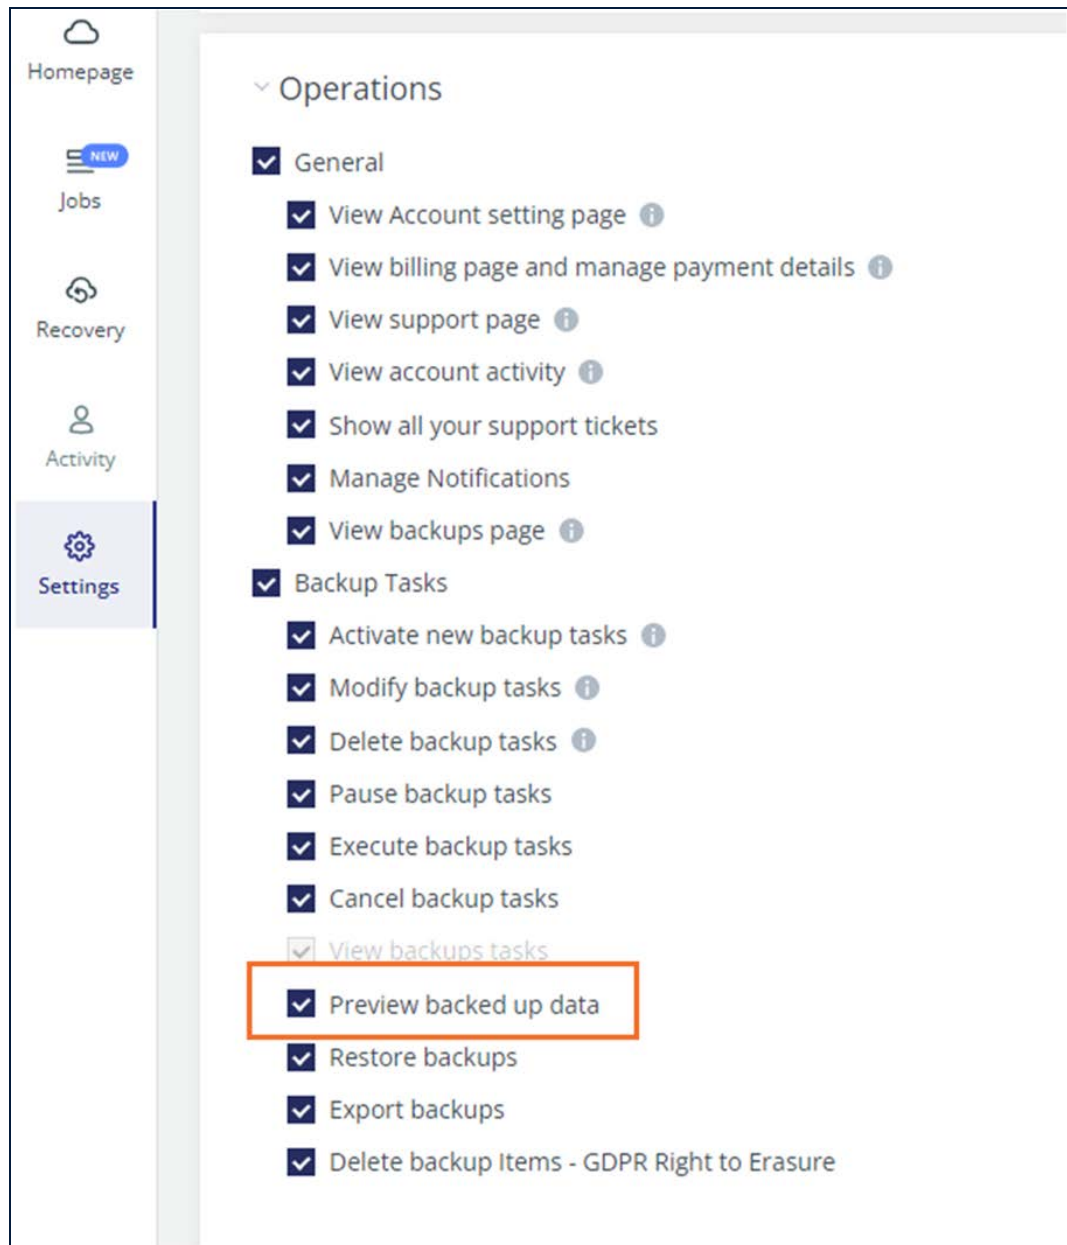 Homepage
NEW
Jobs
Recovery
Activity
Settings
Operations
General
View Account setting page
View billing page and manage payment details
View support page
View account activity
Show all your support tickets
Manage Notifications
View backups page
Backup Tasks
Activate new backup tasks
Modify backup tasks
Delete backup tasks
Pause backup tasks
Execute backup tasks
Cancel backup tasks
View backups tasks
Preview backed up data
Restore backups
Export backups
Delete backup Items - GDPR Right to Erasure